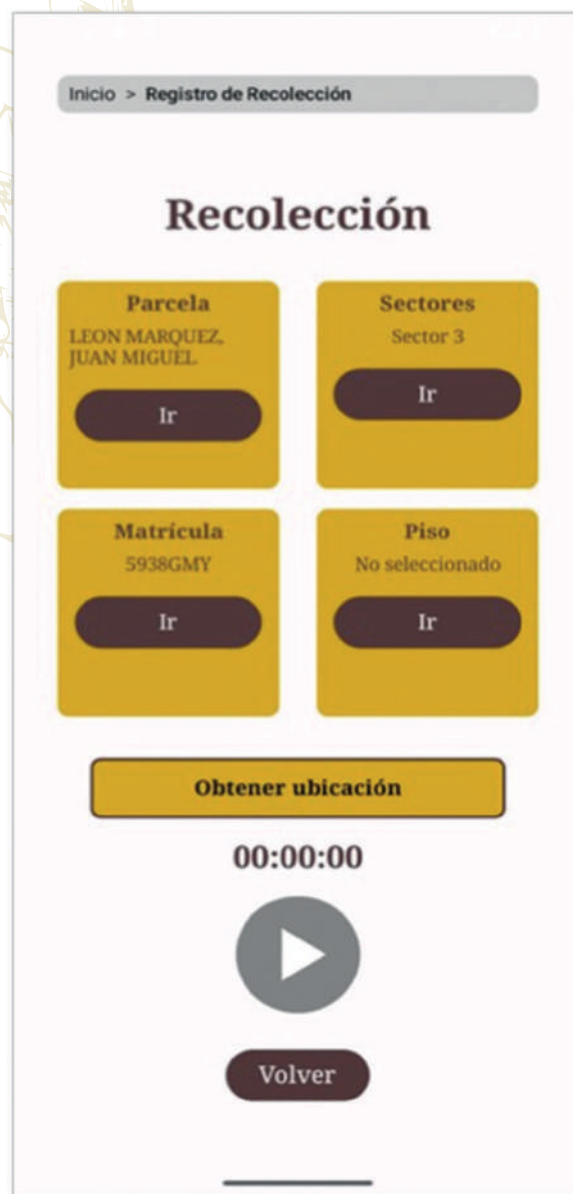 Inicio > Registro de Recolección
Recolección
Parcela
LEON MARQUEZ,
JUAN MIGUEL
Ir
Sectores
Sector 3
Ir
Matrícula
5938GMY
Ir
Piso
No seleccionado
Ir
Obtener ubicación
00:00:00
Volver